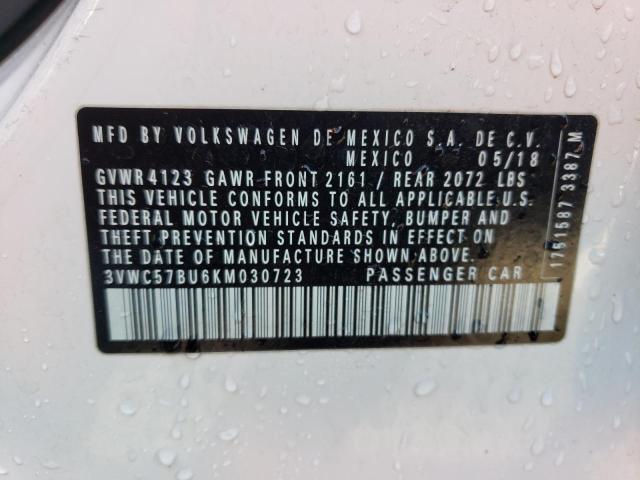 MFD BY VOLKSWAGEN DE MEXICO S.A. DE C.V.
MEXICO 05/18
GVWR 4123 GAWR FRONT 2161 / REAR 2072 LBS
THIS VEHICLE CONFORMS TO ALL APPLICABLE U.S.
FEDERAL MOTOR VEHICLE SAFETY, BUMPER AND
THEFT PREVENTION STANDARDS IN EFFECT ON
THE DATE OF MANUFACTURE SHOWN ABOVE.
3VWC57BU6KM030723 PASSENGER CAR
1751587 3387 M